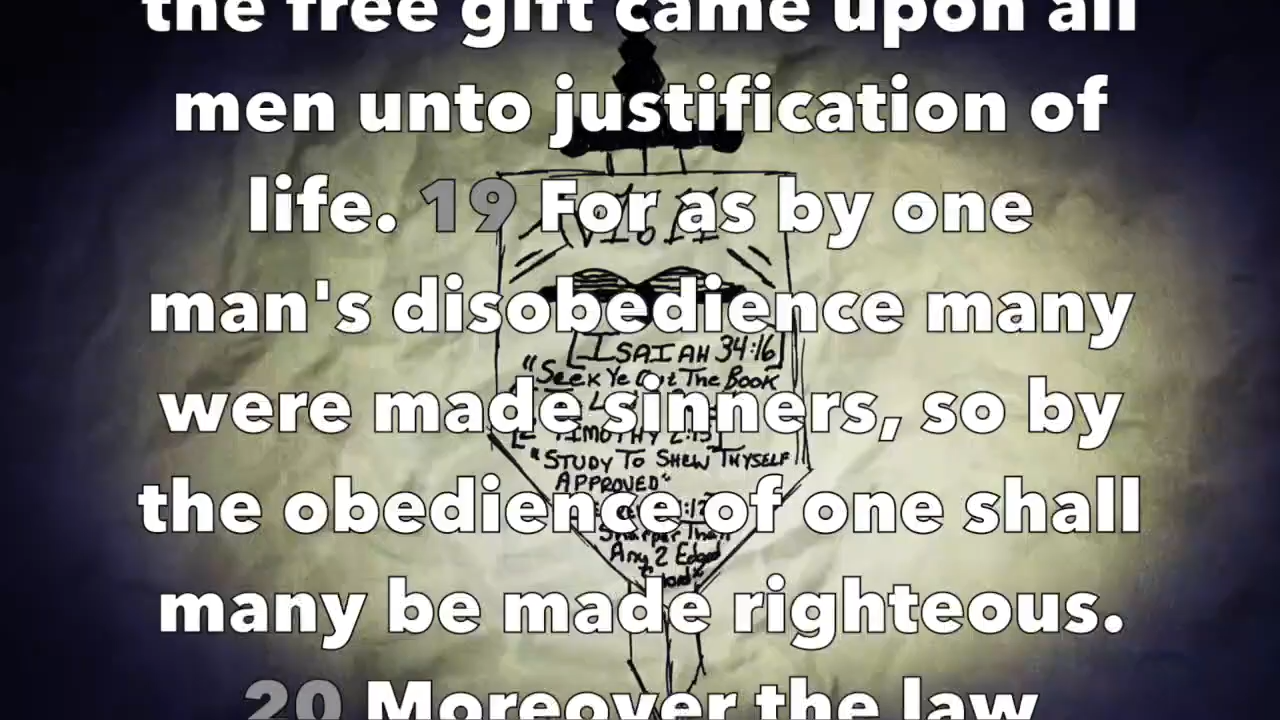 the free gift came upon all
men unto justification of
life. 19 For as by one
man's disobedience many
were made sinners, so by
the obedience of one shall
many be made righteous.
20 Moreover the law
1611
[ISAIAH 34:16]
"Seek Ye Out The Book
TIMOTHY 2:15]
"STUDY TO SHEW THYSELF
APPROVED"
Sharper Than
Any 2 Edged